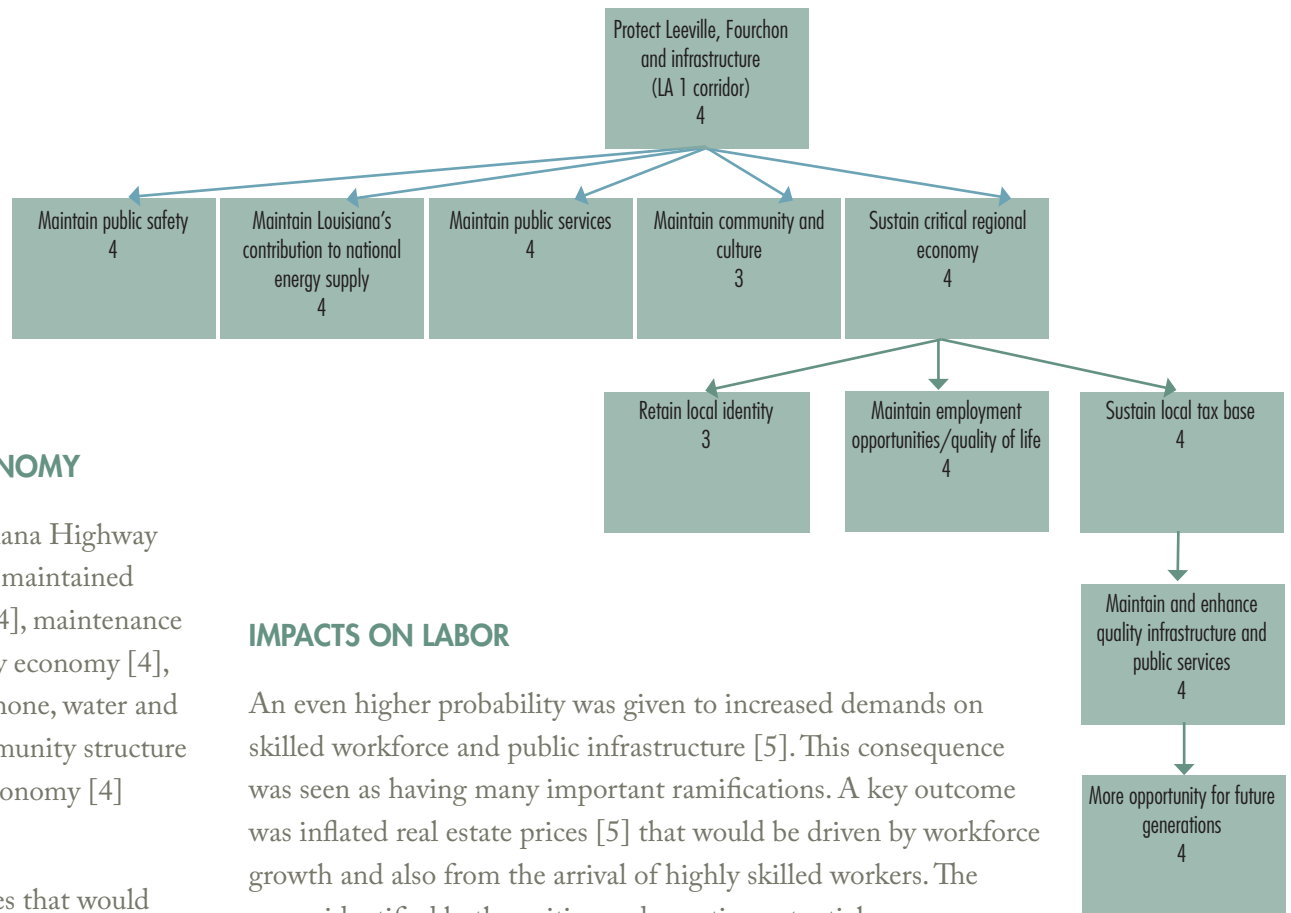 Protect Leeville, Fourchon
and infrastructure
(LA 1 corridor)
4
Maintain public safety
4
Maintain Louisiana's
contribution to national
energy supply
4
Maintain public services
4
Maintain community and
culture
3
Sustain critical regional
economy
4
Retain local identity
3
Maintain employment
opportunities/quality of life
4
Sustain local tax base
4
Maintain and enhance
quality infrastructure and
public services
4
More opportunity for future
generations
4
NOMY
ana Highway
maintained
4], maintenance
y economy [4],
hone, water and
munity structure
onomy [4]
es that would
IMPACTS ON LABOR
An even higher probability was given to increased demands on
skilled workforce and public infrastructure [5]. This consequence
was seen as having many important ramifications. A key outcome
was inflated real estate prices [5] that would be driven by workforce
growth and also from the arrival of highly skilled workers. The